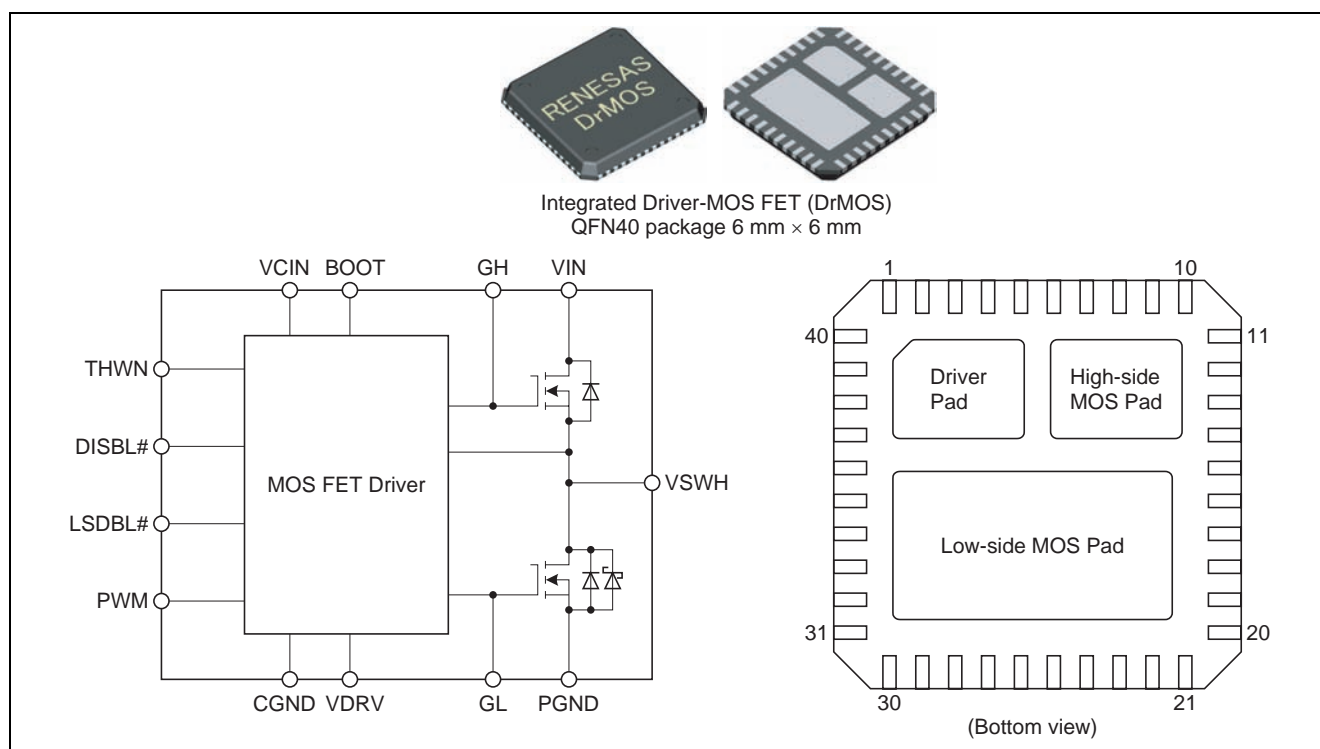 RENESAS
DrMOS
Integrated Driver-MOS FET (DrMOS)
QFN40 package 6 mm × 6 mm
VCIN BOOT GH VIN
THWN
DISBL#
LSDBL#
PWM
MOS FET Driver
VSWH
CGND VDRV GL PGND
1 10
40 11
Driver
Pad
High-side
MOS Pad
Low-side MOS Pad
31 20
30 21
(Bottom view)